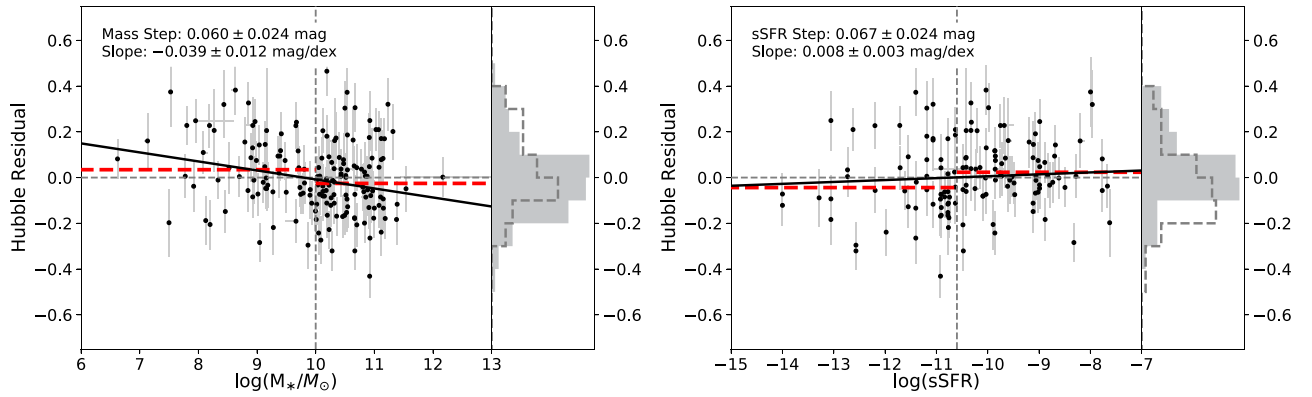 Mass Step: 0.060 ± 0.024 mag
Slope: −0.039 ± 0.012 mag/dex
Hubble Residual
0.6
0.4
0.2
0.0
−0.2
−0.4
−0.6
0.6
0.4
0.2
0.0
−0.2
−0.4
−0.6
6 7 8 9 10 11 12 13
log(M∗/M⊙)
sSFR Step: 0.067 ± 0.024 mag
Slope: 0.008 ± 0.003 mag/dex
Hubble Residual
0.6
0.4
0.2
0.0
−0.2
−0.4
−0.6
0.6
0.4
0.2
0.0
−0.2
−0.4
−0.6
−15 −14 −13 −12 −11 −10 −9 −8 −7
log(sSFR)